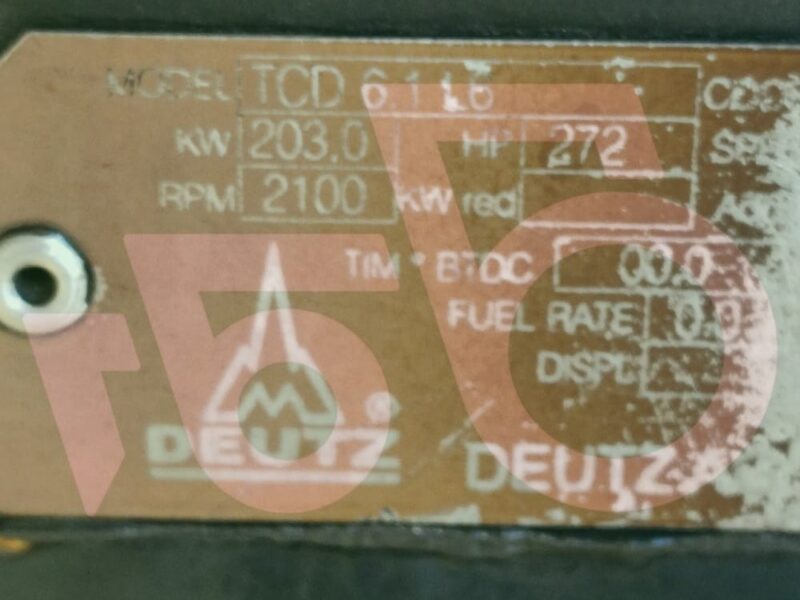 MODEL TCD 6.1 L6
KW 203.0 HP 272
RPM 2100 KW red
TIM ° BTDC 00.0
FUEL RATE 0.0
DISPL
DEUTZ ®
DEUTZ A